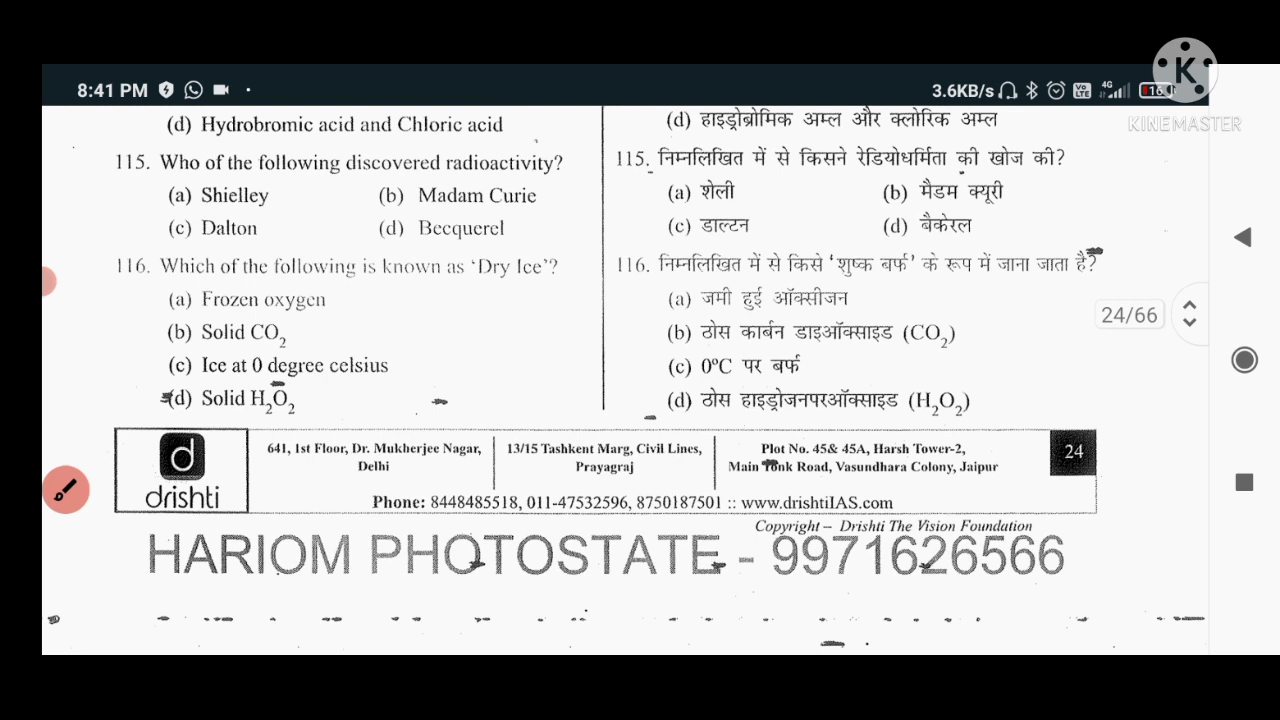 KINEMASTER
8:41 PM
3.6KB/s Vo LTE 4G 16
(d) Hydrobromic acid and Chloric acid
115. Who of the following discovered radioactivity?
(a) Shielley (b) Madam Curie
(c) Dalton (d) Becquerel
116. Which of the following is known as ‘Dry Ice’?
(a) Frozen oxygen
(b) Solid CO₂
(c) Ice at 0 degree celsius
(d) Solid H₂O₂
(d) हाइड्रोब्रोमिक अम्ल और क्लोरिक अम्ल
115. निम्नलिखित में से किसने रेडियोधर्मिता की खोज की?
(a) शेली (b) मैडम क्यूरी
(c) डाल्टन (d) बैकेरल
116. निम्नलिखित में से किसे ‘शुष्क बर्फ’ के रूप में जाना जाता है?
(a) जमी हुई ऑक्सीजन
(b) ठोस कार्बन डाइऑक्साइड (CO₂)
(c) 0°C पर बर्फ
(d) ठोस हाइड्रोजनपरऑक्साइड (H₂O₂)
24/66
d
drishti
641, 1st Floor, Dr. Mukherjee Nagar,
Delhi
13/15 Tashkent Marg, Civil Lines,
Prayagraj
Plot No. 45& 45A, Harsh Tower-2,
Main Tonk Road, Vasundhara Colony, Jaipur
24
Phone: 8448485518, 011-47532596, 8750187501 :: www.drishtiIAS.com
Copyright – Drishti The Vision Foundation
HARIOM PHOTOSTATE - 9971626566